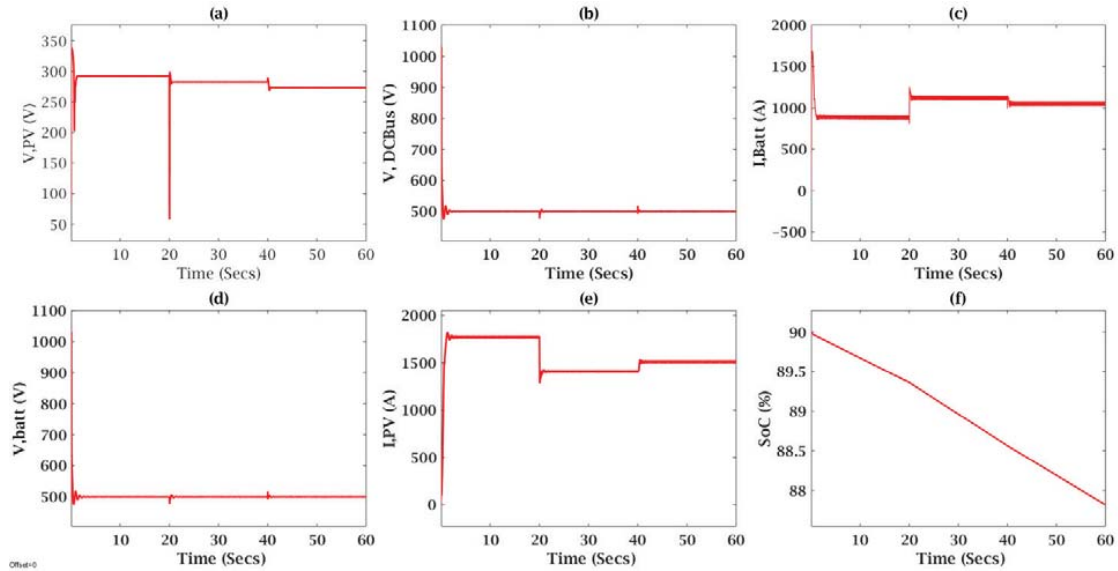 (a)
350
300
250
200
150
100
50
V,PV (V)
10 20 30 40 50 60
Time (Secs)
(b)
1100
1000
900
800
700
600
500
V, DCBus (V)
10 20 30 40 50 60
Time (Secs)
(c)
2000
1500
1000
500
0
−500
I,Batt (A)
10 20 30 40 50 60
Time (Secs)
(d)
1100
1000
900
800
700
600
500
V,batt (V)
10 20 30 40 50 60
Time (Secs)
(e)
2000
1500
1000
500
0
I,PV (A)
10 20 30 40 50 60
Time (Secs)
(f)
90
89.5
89
88.5
88
SoC (%)
10 20 30 40 50 60
Time (Secs)
Offset=0